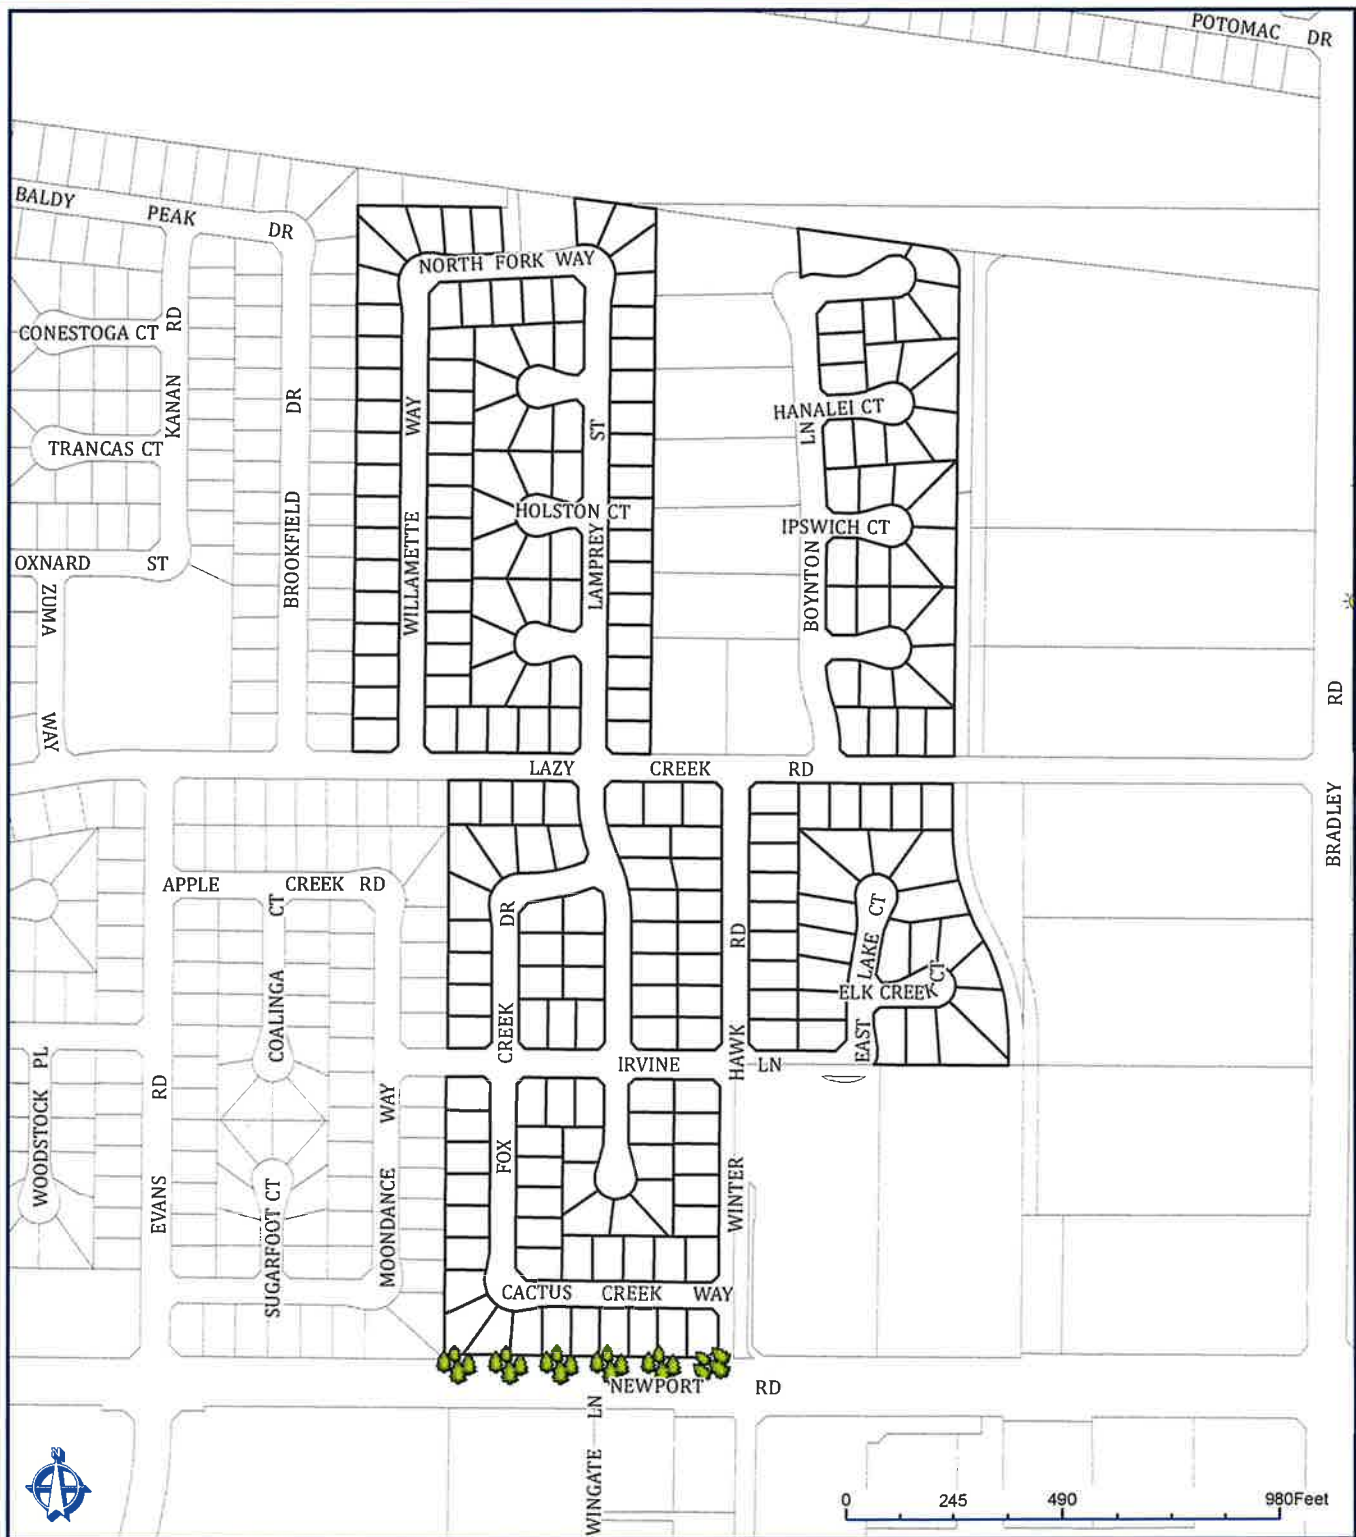 POTOMAC DR
BALDY PEAK DR
NORTH FORK WAY
CONESTOGA CT
RD
KANAN
DR
WAY
ST
HANALEI CT
LN
TRANCAS CT
BROOKFIELD
WILLAMETTE
HOLSTON CT
LAMPREY
IPSWICH CT
BOYNTON
OXNARD ST
ZUMA
WAY
RD
LAZY CREEK RD
BRADLEY
APPLE CREEK RD
CT
DR
RD
CT
LAKE
COALINGA
CREEK
ELK CREEK CT
EAST
HAWK
IRVINE LN
WOODSTOCK PL
RD
WAY
FOX
EVANS
SUGARFOOT CT
MOONDANCE
WINTER
CACTUS CREEK WAY
NEWPORT RD
LN
WINGATE
N
0 245 490 980Feet